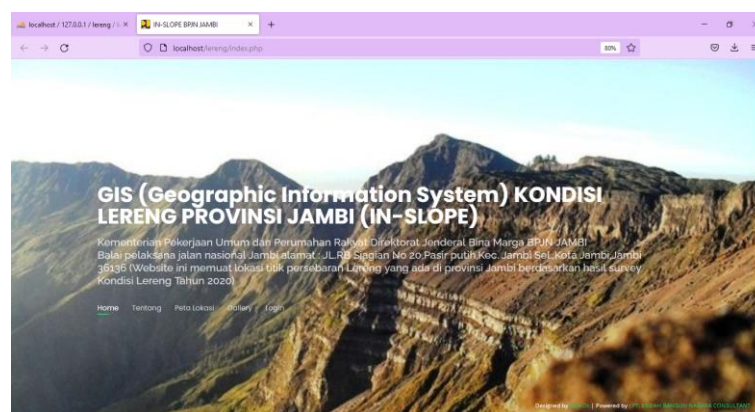 localhost / 127.0.0.1 / lereng /
IN-SLOPE BPJN JAMBI
localhost/lereng/index.php
80%
GIS (Geographic Information System) KONDISI
LERENG PROVINSI JAMBI (IN-SLOPE)
Kementerian Pekerjaan Umum dan Perumahan Rakyat Direktorat Jenderal Bina Marga BPJN JAMBI
Balai pelaksana jalan nasional Jambi alamat : JL.RB Siagian No 20,Pasir putih,Kec. Jambi Sel.,Kota Jambi,Jambi
36136 (Website ini memuat lokasi titik persebaran Lereng yang ada di provinsi Jambi berdasarkan hasil survey
Kondisi Lereng Tahun 2020)
Home Tentang Peta Lokasi Gallery Login
Designed by | Powered by : CONSULTANT